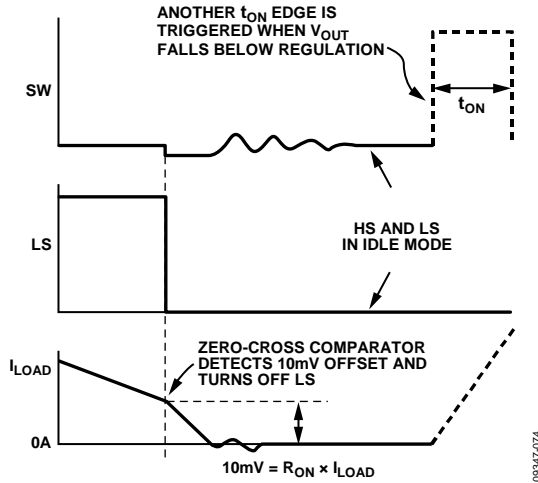 ANOTHER tON EDGE IS
TRIGGERED WHEN VOUT
FALLS BELOW REGULATION
SW
tON
LS
HS AND LS
IN IDLE MODE
ILOAD
ZERO-CROSS COMPARATOR
DETECTS 10mV OFFSET AND
TURNS OFF LS
0A
10mV = RON × ILOAD
09347-074